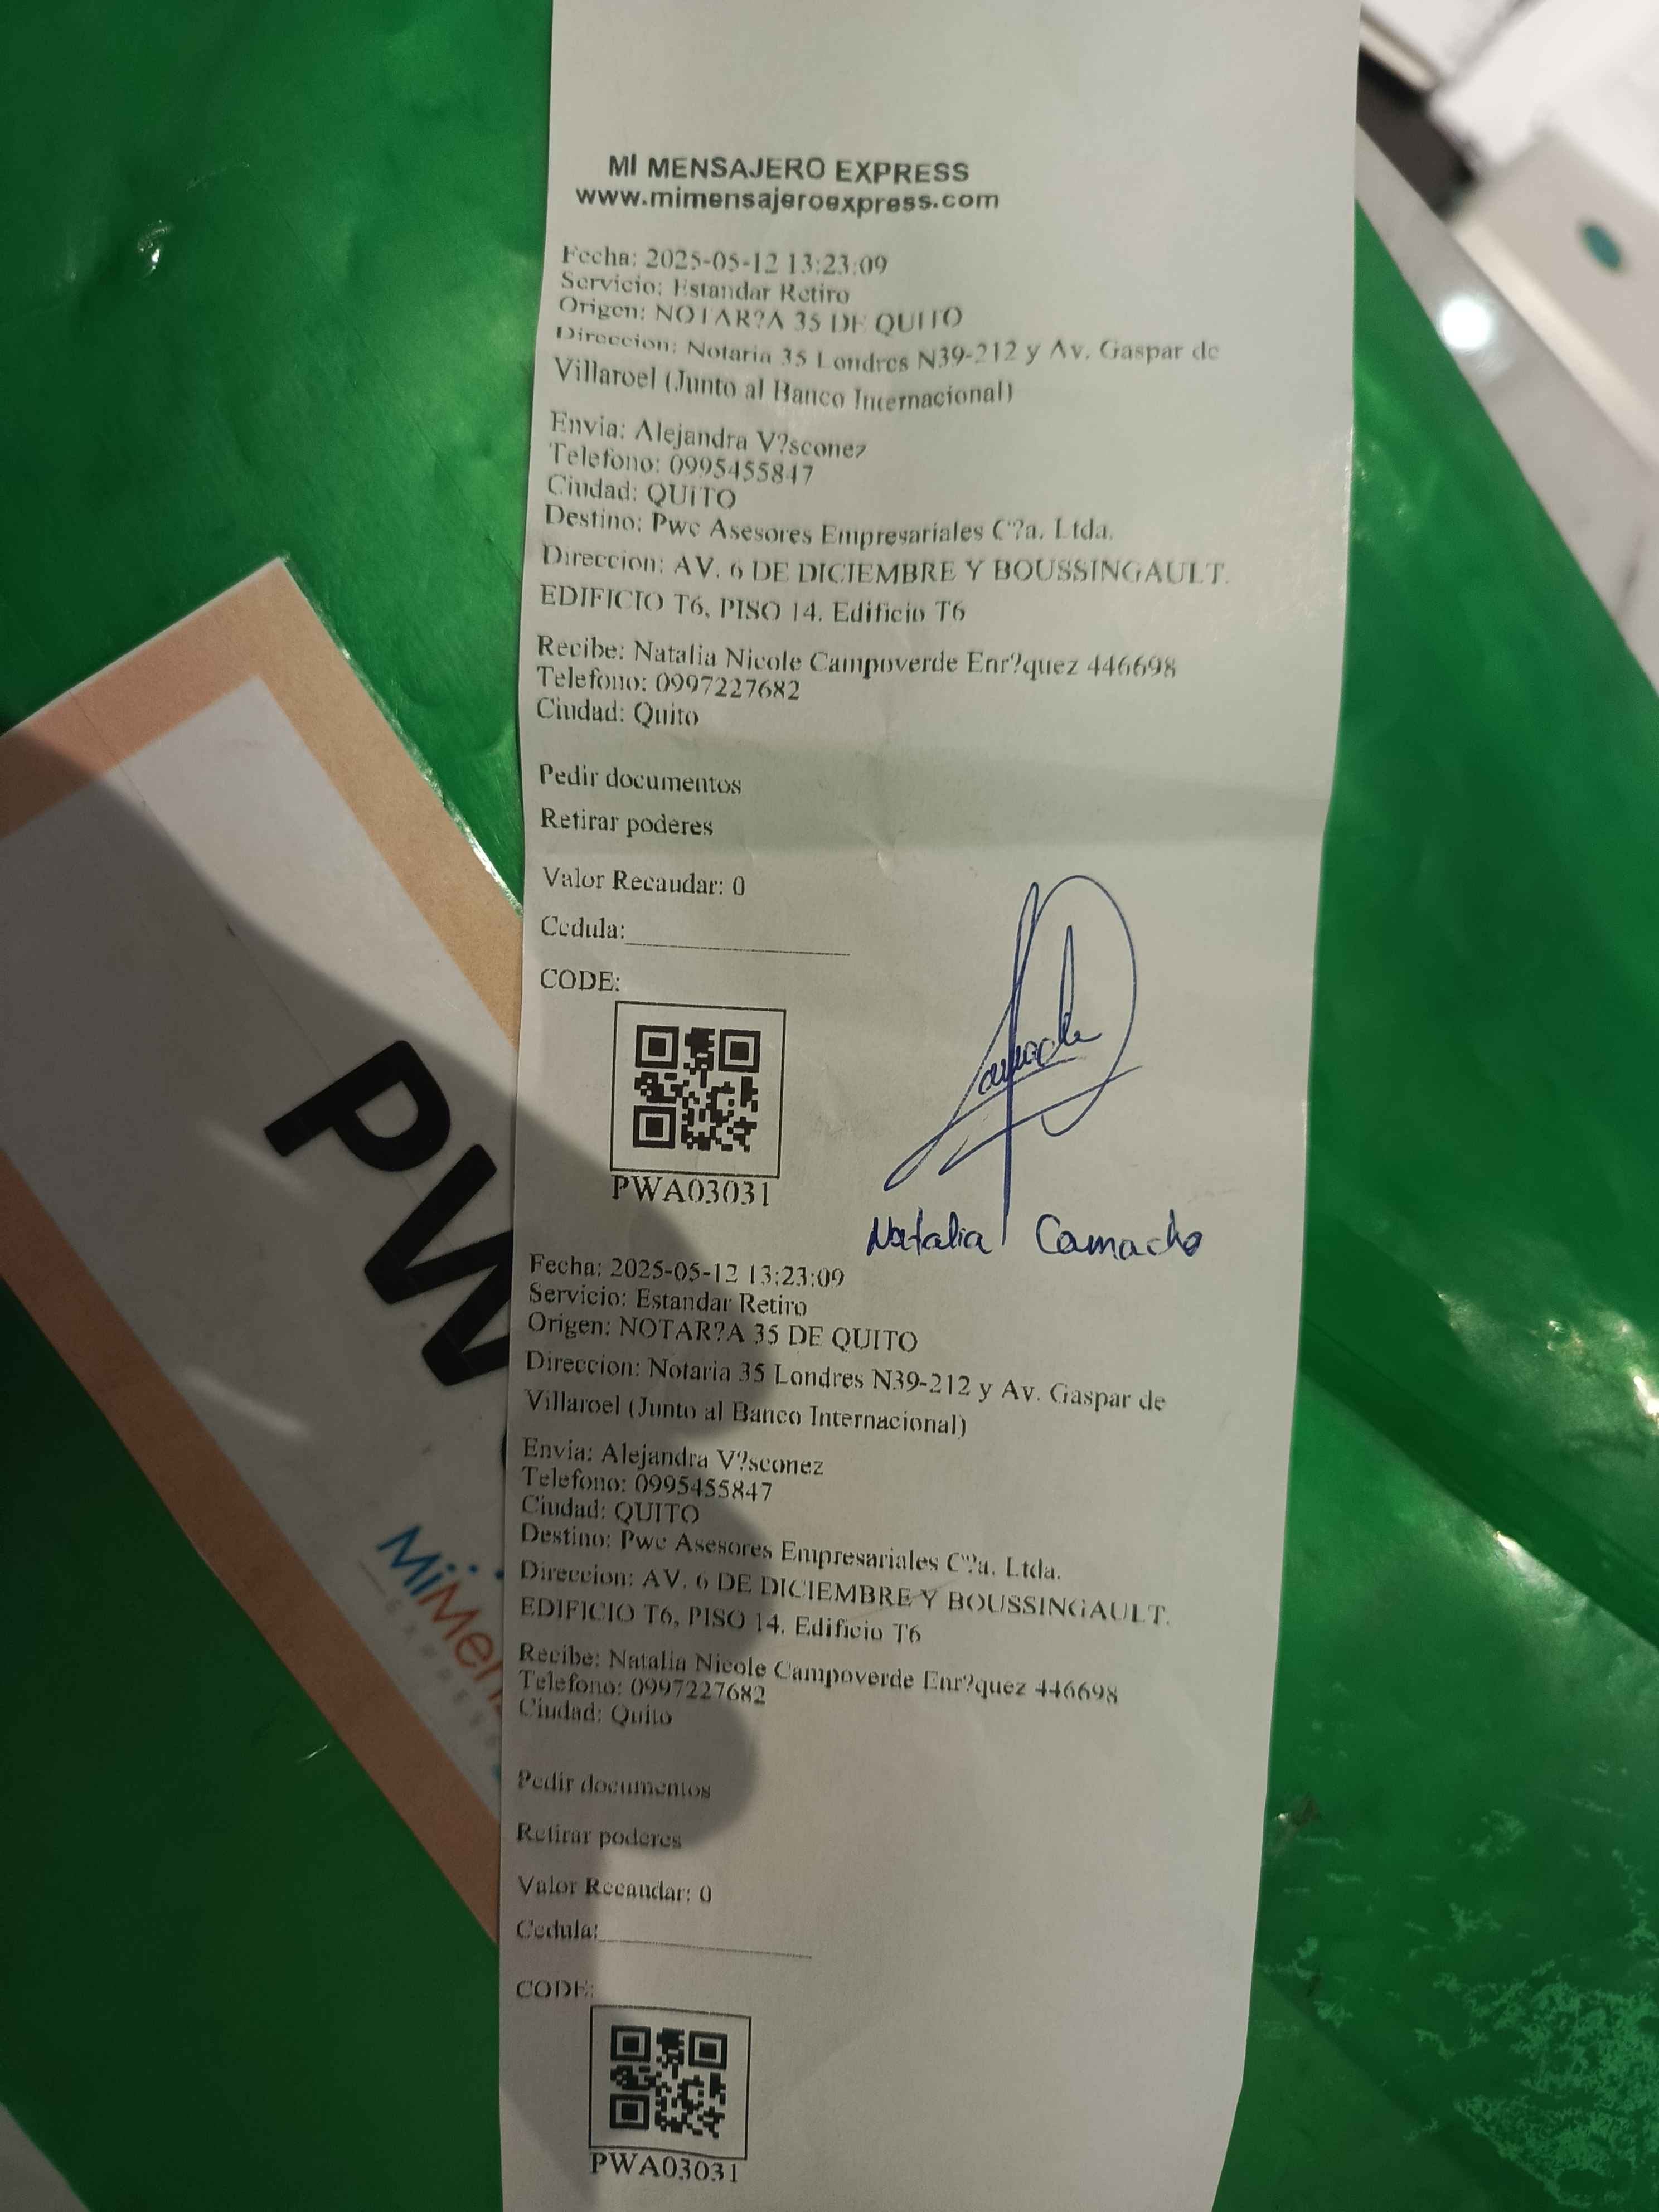 MI MENSAJERO EXPRESS
www.mimensajeroexpress.com
Fecha: 2025-05-12 13:23:09
Servicio: Estandar Retiro
Origen: NOTAR?A 35 DE QUITO
Direccion: Notaria 35 Londres N39-212 y Av. Gaspar de
Villaroel (Junto al Banco Internacional)
Envia: Alejandra V?sconez
Telefono: 0995455847
Ciudad: QUITO
Destino: Pwc Asesores Empresariales C?a. Ltda.
Direccion: AV. 6 DE DICIEMBRE Y BOUSSINGAULT.
EDIFICIO T6, PISO 14. Edificio T6
Recibe: Natalia Nicole Campoverde Enr?quez 446698
Telefono: 0997227682
Ciudad: Quito
Pedir documentos
Retirar poderes
Valor Recaudar: 0
Cedula:
CODE:
PWA03031
Camacho
Natalia Camacho
Fecha: 2025-05-12 13:23:09
Servicio: Estandar Retiro
Origen: NOTAR?A 35 DE QUITO
Direccion: Notaria 35 Londres N39-212 y Av. Gaspar de
Villaroel (Junto al Banco Internacional)
Envia: Alejandra V?sconez
Telefono: 0995455847
Ciudad: QUITO
Destino: Pwc Asesores Empresariales C?a. Ltda.
Direccion: AV. 6 DE DICIEMBRE Y BOUSSINGAULT.
EDIFICIO T6, PISO 14. Edificio T6
Recibe: Natalia Nicole Campoverde Enr?quez 446698
Telefono: 0997227682
Ciudad: Quito
Pedir documentos
Retirar poderes
Valor Recaudar: 0
Cedula:
CODE:
PWA03031
PW
MiMen